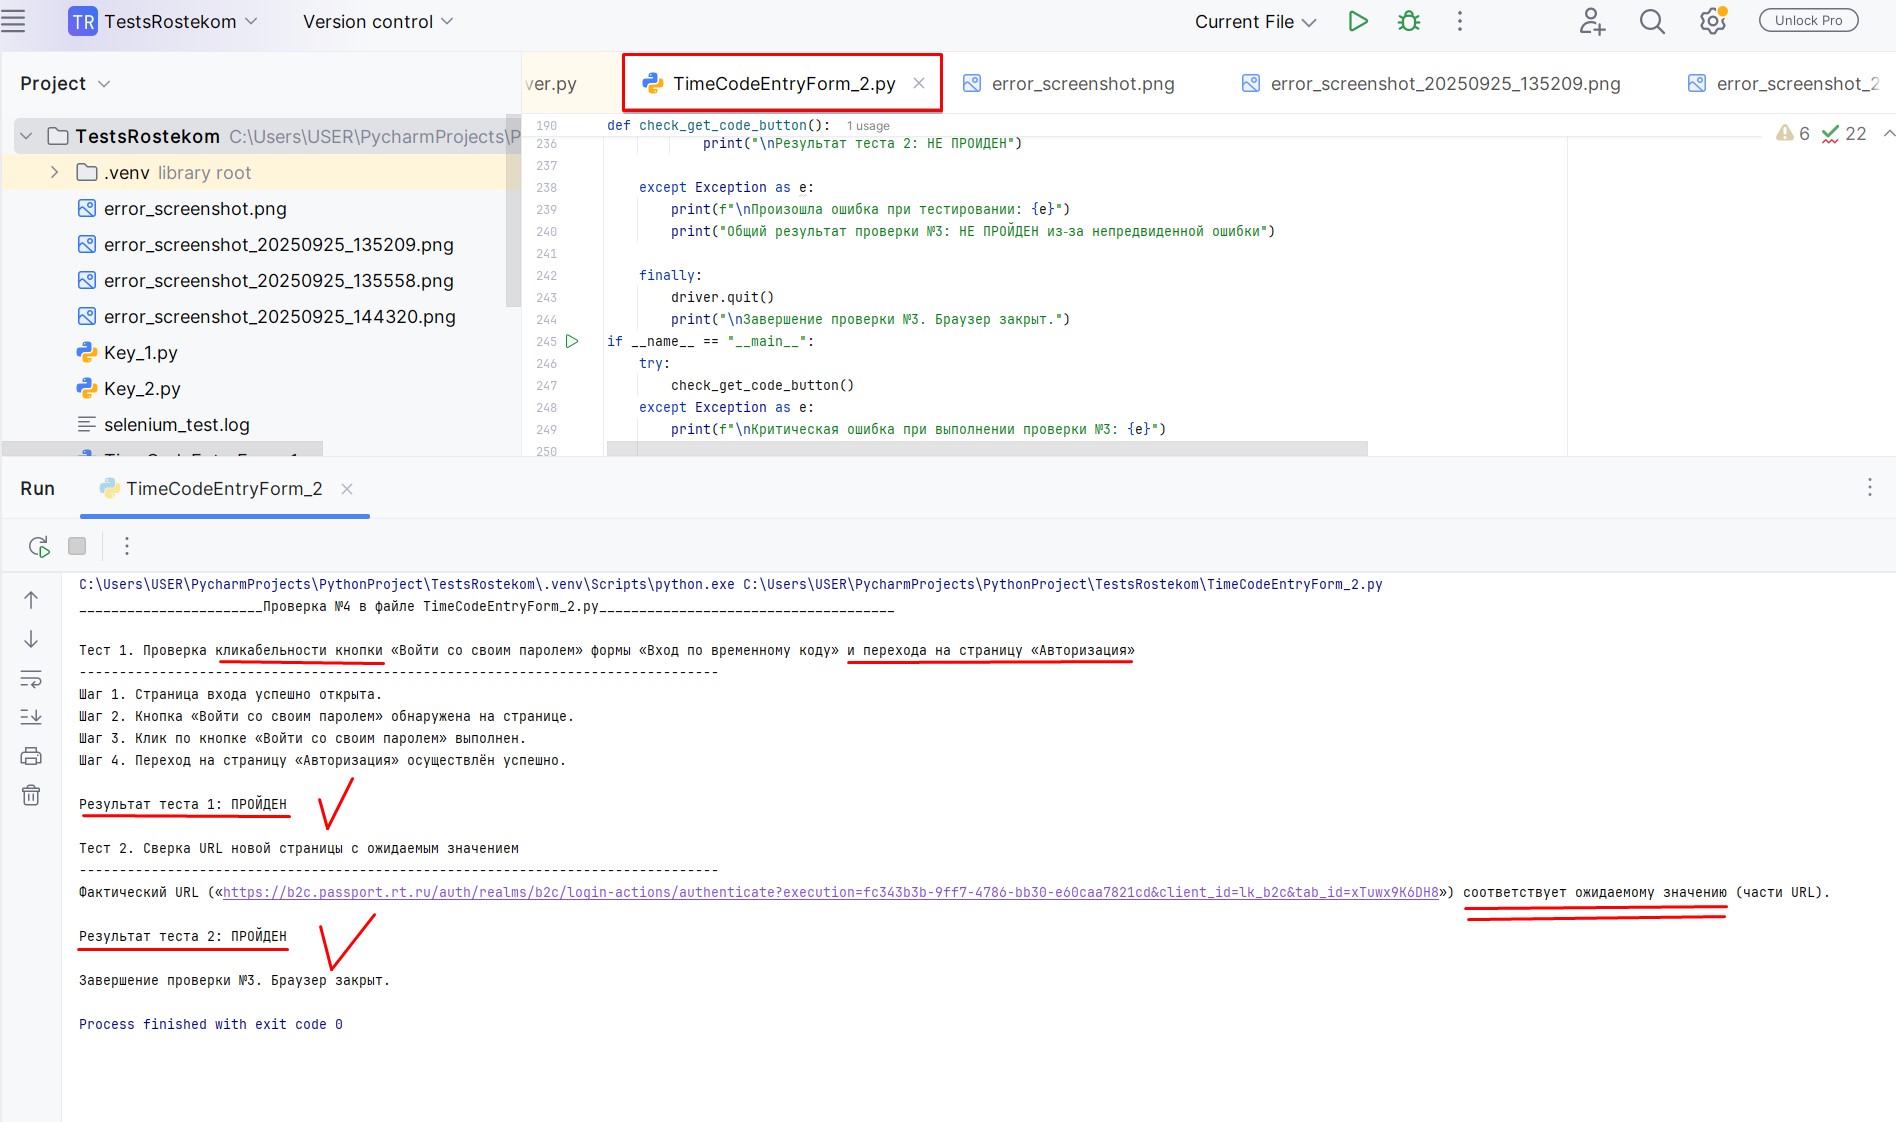 TR TestsRostekom Version control Current File Unlock Pro
Project
ver.py TimeCodeEntryForm_2.py error_screenshot.png error_screenshot_20250925_135209.png error_screenshot_2
TestsRostekom C:\Users\USER\PycharmProjects\P
.venv library root
error_screenshot.png
error_screenshot_20250925_135209.png
error_screenshot_20250925_135558.png
error_screenshot_20250925_144320.png
Key_1.py
Key_2.py
selenium_test.log
190 def check_get_code_button(): 1 usage
6 22
236 print("\nРезультат теста 2: НЕ ПРОЙДЕН")
237
238 except Exception as e:
239 print(f"\nПроизошла ошибка при тестировании: {e}")
240 print("Общий результат проверки №3: НЕ ПРОЙДЕН из-за непредвиденной ошибки")
241
242 finally:
243 driver.quit()
244 print("\nЗавершение проверки №3. Браузер закрыт.")
245 if __name__ == "__main__":
246 try:
247 check_get_code_button()
248 except Exception as e:
249 print(f"\nКритическая ошибка при выполнении проверки №3: {e}")
250
Run TimeCodeEntryForm_2
C:\Users\USER\PycharmProjects\PythonProject\TestsRostekom\.venv\Scripts\python.exe C:\Users\USER\PycharmProjects\PythonProject\TestsRostekom\TimeCodeEntryForm_2.py
_______________________Проверка №4 в файле TimeCodeEntryForm_2.py_____________________________________
Тест 1. Проверка кликабельности кнопки «Войти со своим паролем» формы «Вход по временному коду» и перехода на страницу «Авторизация»
--------------------------------------------------------------------------------
Шаг 1. Страница входа успешно открыта.
Шаг 2. Кнопка «Войти со своим паролем» обнаружена на странице.
Шаг 3. Клик по кнопке «Войти со своим паролем» выполнен.
Шаг 4. Переход на страницу «Авторизация» осуществлён успешно.
Результат теста 1: ПРОЙДЕН
Тест 2. Сверка URL новой страницы с ожидаемым значением
--------------------------------------------------------------------------------
Фактический URL («https://b2c.passport.rt.ru/auth/realms/b2c/login-actions/authenticate?execution=fc343b3b-9ff7-4786-bb30-e60caa7821cd&client_id=lk_b2c&tab_id=xTuwx9K6DH8») соответствует ожидаемому значению (части URL).
Результат теста 2: ПРОЙДЕН
Завершение проверки №3. Браузер закрыт.
Process finished with exit code 0